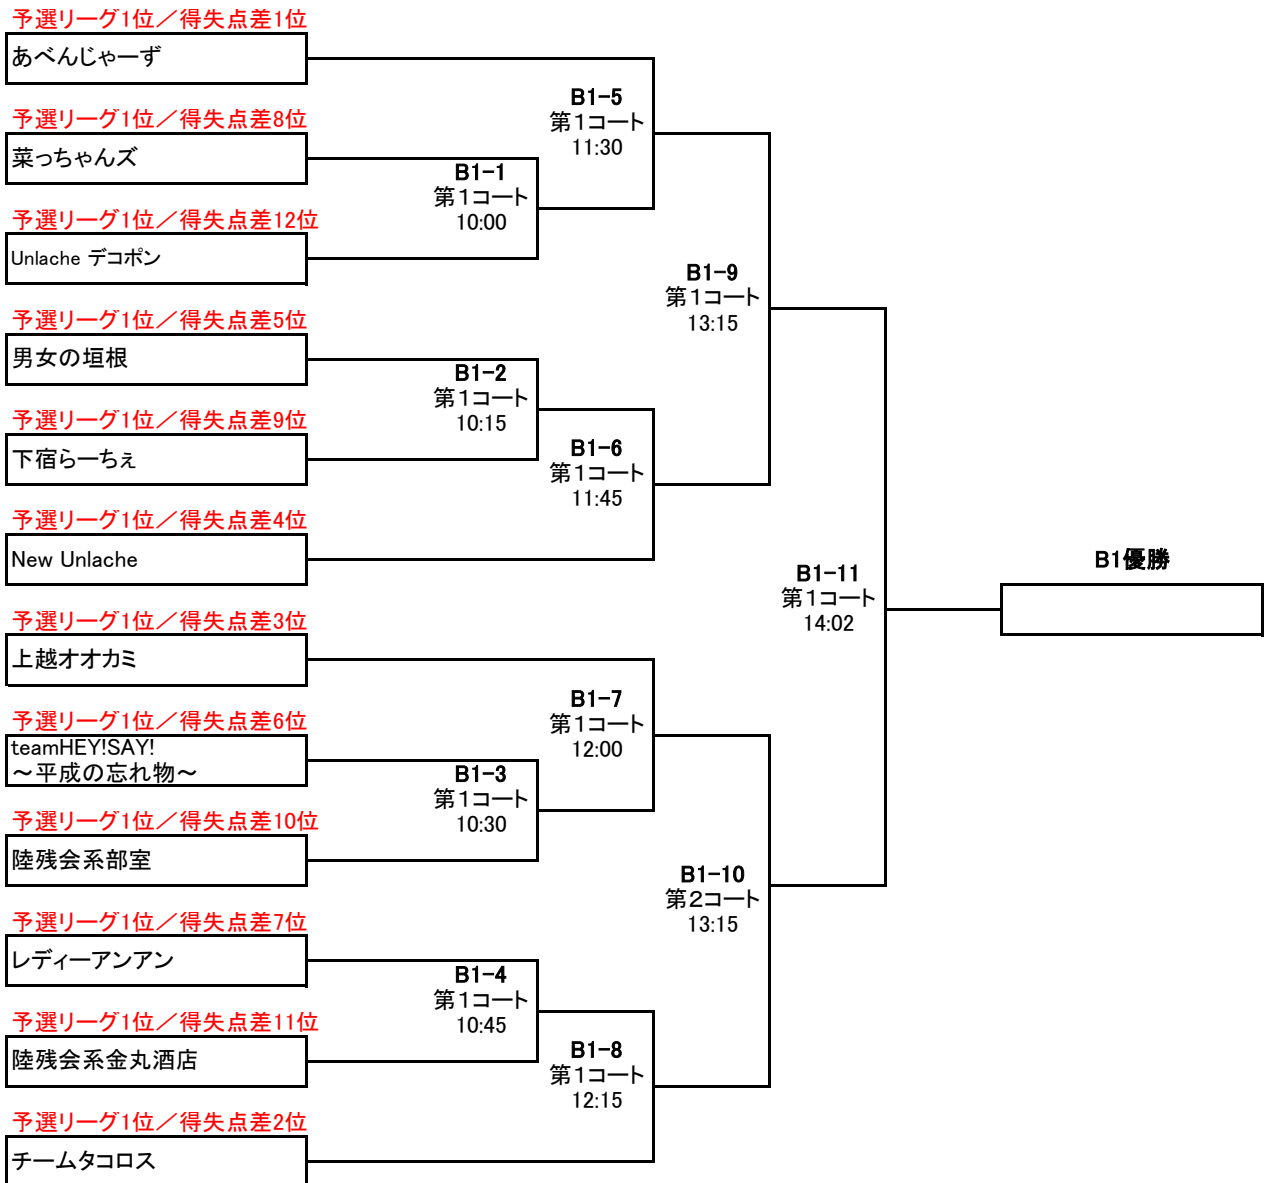 予選リーグ1位／得失点差1位
あべんじゃーず
予選リーグ1位／得失点差8位
菜っちゃんズ
予選リーグ1位／得失点差12位
Unlache デコポン
予選リーグ1位／得失点差5位
男女の垣根
予選リーグ1位／得失点差9位
下宿らーちぇ
予選リーグ1位／得失点差4位
New Unlache
予選リーグ1位／得失点差3位
上越オオカミ
予選リーグ1位／得失点差6位
teamHEY!SAY!
～平成の忘れ物～
予選リーグ1位／得失点差10位
陸残会系部室
予選リーグ1位／得失点差7位
レディーアンアン
予選リーグ1位／得失点差11位
陸残会系金丸酒店
予選リーグ1位／得失点差2位
チームタコロス
B1-1
第1コート
10:00
B1-2
第1コート
10:15
B1-3
第1コート
10:30
B1-4
第1コート
10:45
B1-5
第1コート
11:30
B1-6
第1コート
11:45
B1-7
第1コート
12:00
B1-8
第1コート
12:15
B1-9
第1コート
13:15
B1-10
第2コート
13:15
B1-11
第1コート
14:02
B1優勝